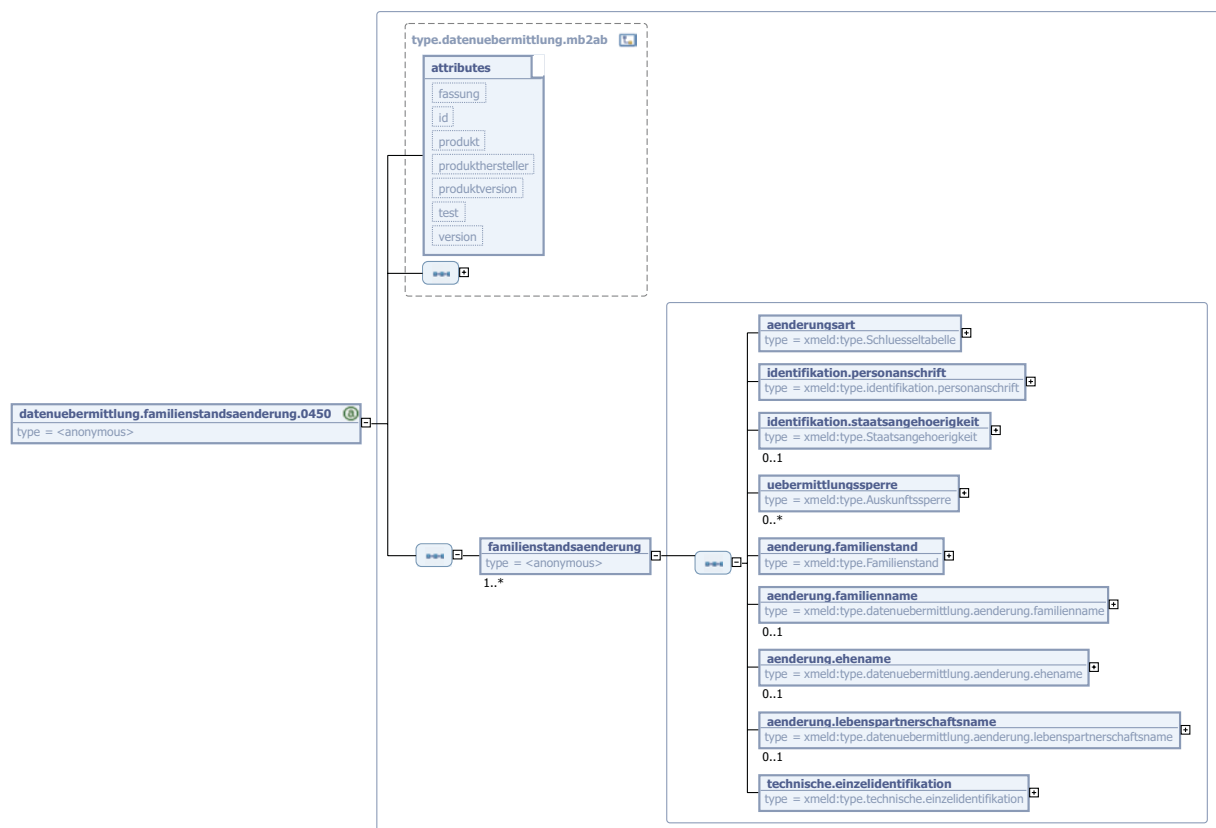 type.datenuebermittlung.mb2ab
attributes
fassung
id
produkt
produkthersteller
produktversion
test
version
datenuebermittlung.familienstandsaenderung.0450
type = <anonymous>
familienstandsaenderung
type = <anonymous>
1..*
aenderungsart
type = xmeld:type.Schluesseltabelle
identifikation.personanschrift
type = xmeld:type.identifikation.personanschrift
identifikation.staatsangehoerigkeit
type = xmeld:type.Staatsangehoerigkeit
0..1
uebermittlungssperre
type = xmeld:type.Auskunftssperre
0..*
aenderung.familienstand
type = xmeld:type.Familienstand
aenderung.familienname
type = xmeld:type.datenuebermittlung.aenderung.familienname
0..1
aenderung.ehename
type = xmeld:type.datenuebermittlung.aenderung.ehename
0..1
aenderung.lebenspartnerschaftsname
type = xmeld:type.datenuebermittlung.aenderung.lebenspartnerschaftsname
0..1
technische.einzelidentifikation
type = xmeld:type.technische.einzelidentifikation